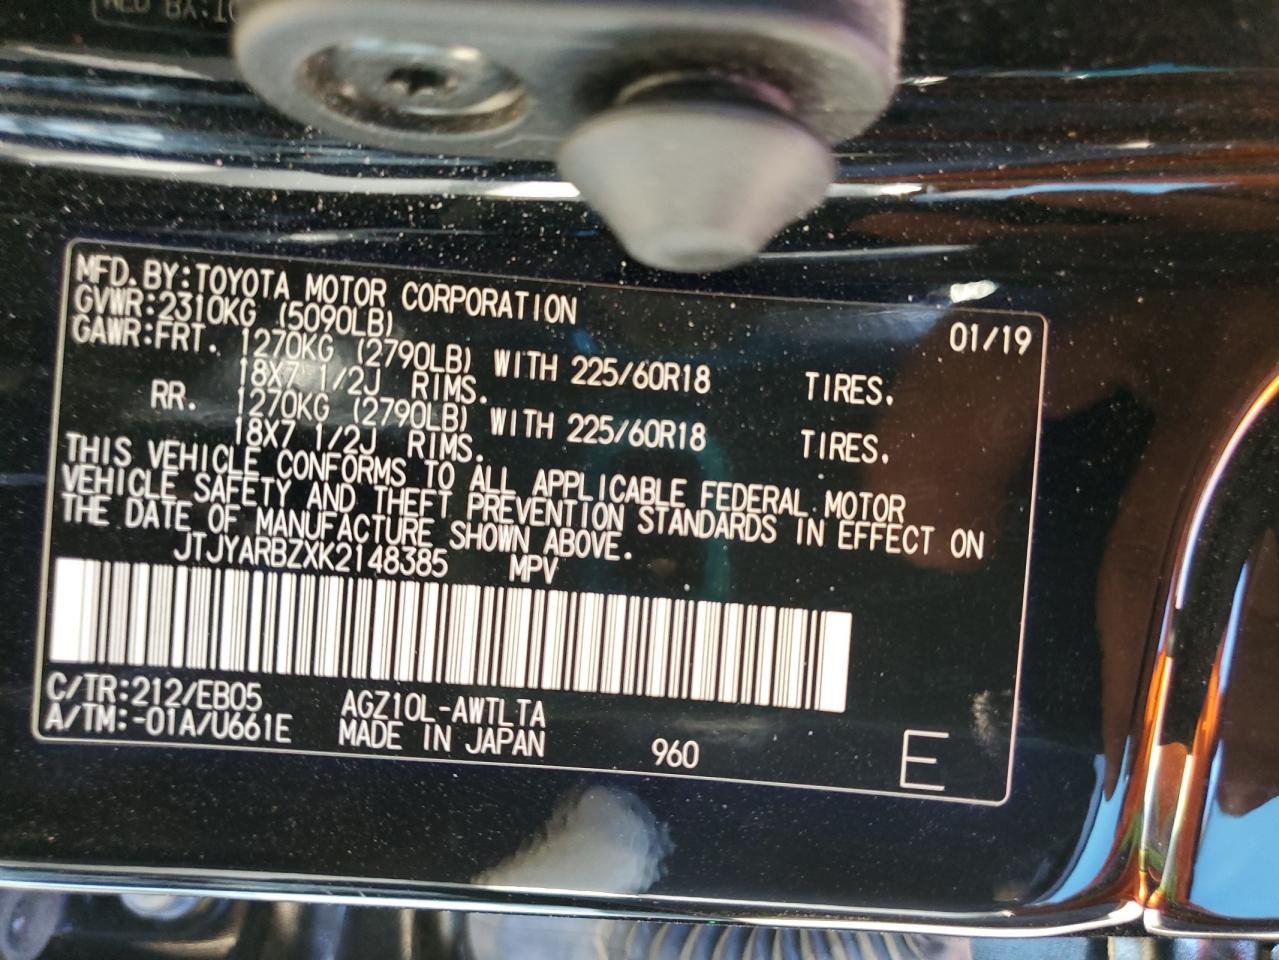 MFD.BY:TOYOTA MOTOR CORPORATION 01/19
GVWR:2310KG (5090LB)
GAWR:FRT. 1270KG (2790LB) WITH 225/60R18 TIRES.
18X7 1/2J RIMS.
RR. 1270KG (2790LB) WITH 225/60R18 TIRES.
18X7 1/2J RIMS.
THIS VEHICLE CONFORMS TO ALL APPLICABLE FEDERAL MOTOR
VEHICLE SAFETY AND THEFT PREVENTION STANDARDS IN EFFECT ON
THE DATE OF MANUFACTURE SHOWN ABOVE.
JTJYARBZXK2148385 MPV
C/TR:212/EB05 AGZ10L-AWTLTA
A/TM:-01A/U661E MADE IN JAPAN 960 E